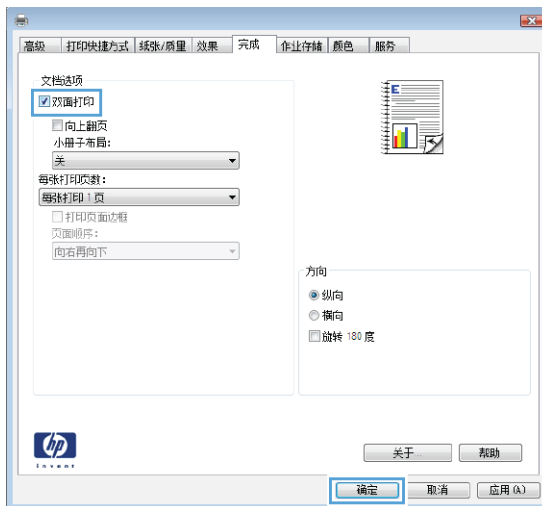 高级 打印快捷方式 纸张/质量 效果 完成 作业存储 颜色 服务
文档选项
双面打印
向上翻页
小册子布局:
关
每张打印页数:
每张打印 1 页
打印页面边框
页面顺序:
向右再向下
E
方向
纵向
横向
旋转 180 度
hp
invent
关于... 帮助
确定 取消 应用 (A)